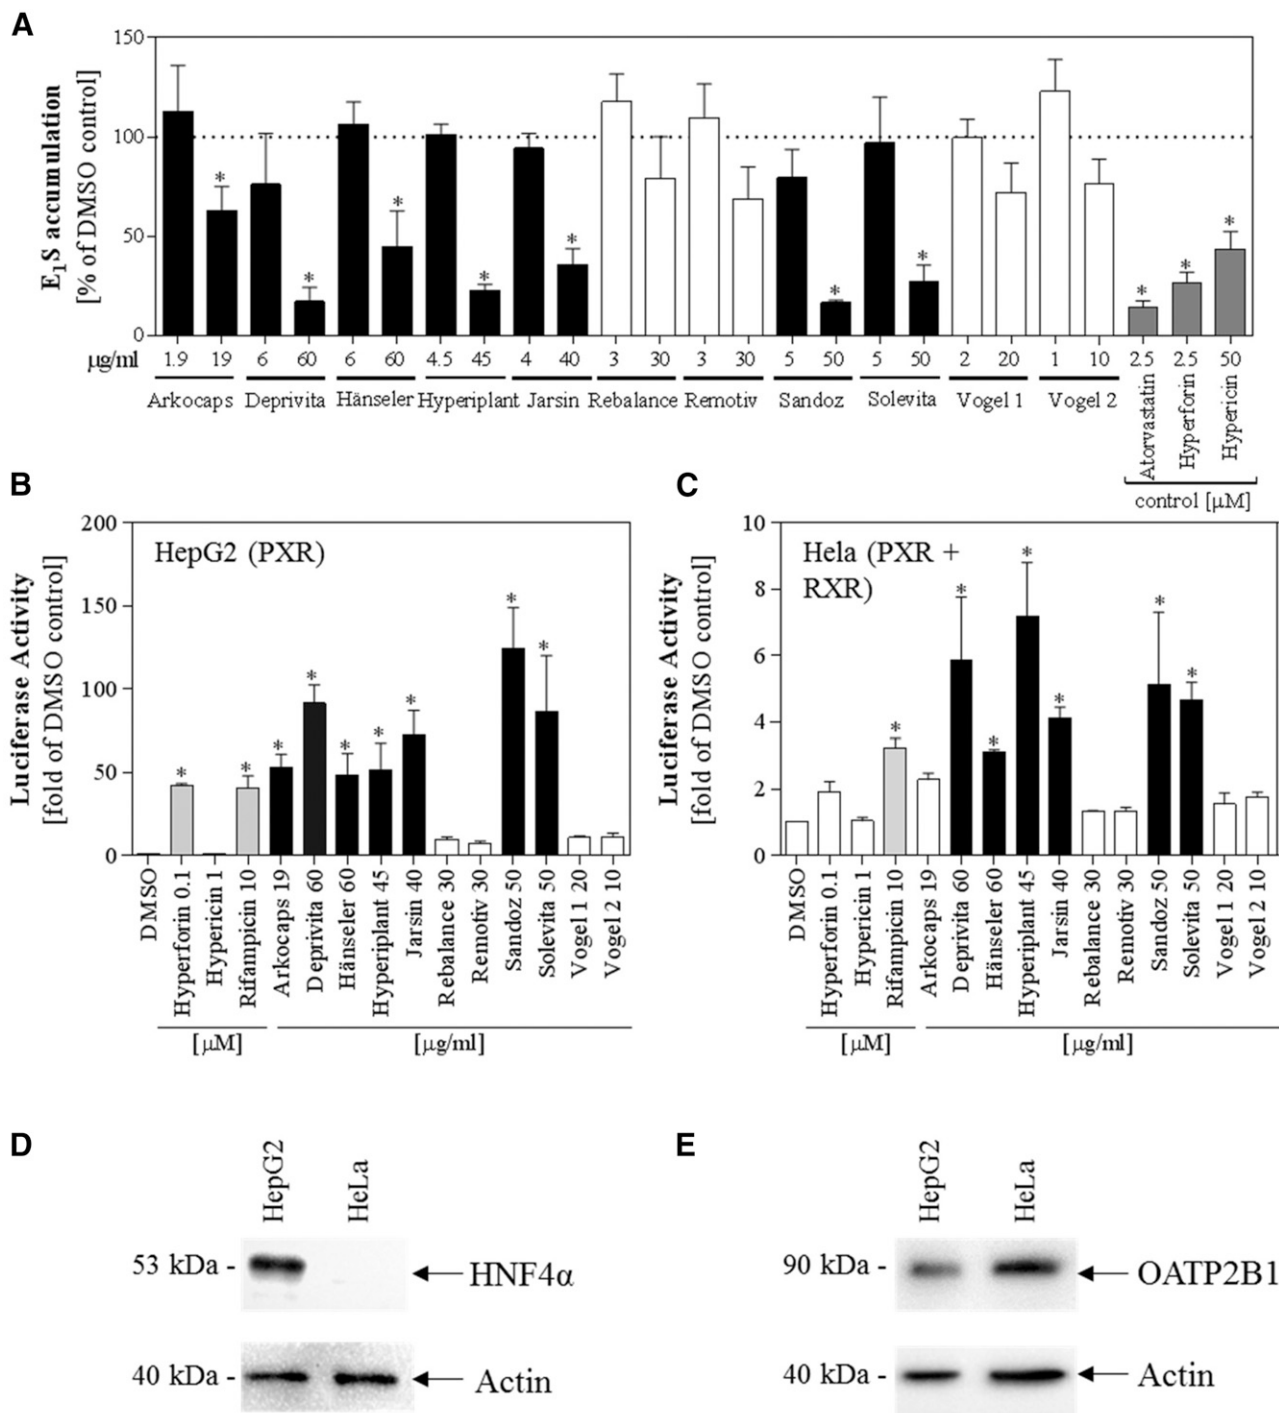 A
150
100
50
0
E1S accumulation
[% of DMSO control]
* * * * * * * * * *
µg/ml 1.9 19 6 60 6 60 4.5 45 4 40 3 30 3 30 5 50 5 50 2 20 1 10 2.5 2.5 50
Arkocaps Deprivita Hänseler Hyperiplant Jarsin Rebalance Remotiv Sandoz Solevita Vogel 1 Vogel 2
Atorvastatin
Hyperforin
Hypericin
control [µM]
B
200
150
100
50
0
Luciferase Activity
[fold of DMSO control]
HepG2 (PXR)
* * * * * * * * *
DMSO
Hyperforin 0.1
Hypericin 1
Rifampicin 10
Arkocaps 19
Deprivita 60
Hänseler 60
Hyperiplant 45
Jarsin 40
Rebalance 30
Remotiv 30
Sandoz 50
Solevita 50
Vogel 1 20
Vogel 2 10
[µM] [µg/ml]
C
10
8
6
4
2
0
Luciferase Activity
[fold of DMSO control]
Hela (PXR +
RXR)
* * * * * * *
DMSO
Hyperforin 0.1
Hypericin 1
Rifampicin 10
Arkocaps 19
Deprivita 60
Hänseler 60
Hyperiplant 45
Jarsin 40
Rebalance 30
Remotiv 30
Sandoz 50
Solevita 50
Vogel 1 20
Vogel 2 10
[µM] [µg/ml]
D
HepG2
HeLa
53 kDa - HNF4α
40 kDa - Actin
E
HepG2
HeLa
90 kDa - OATP2B1
40 kDa - Actin